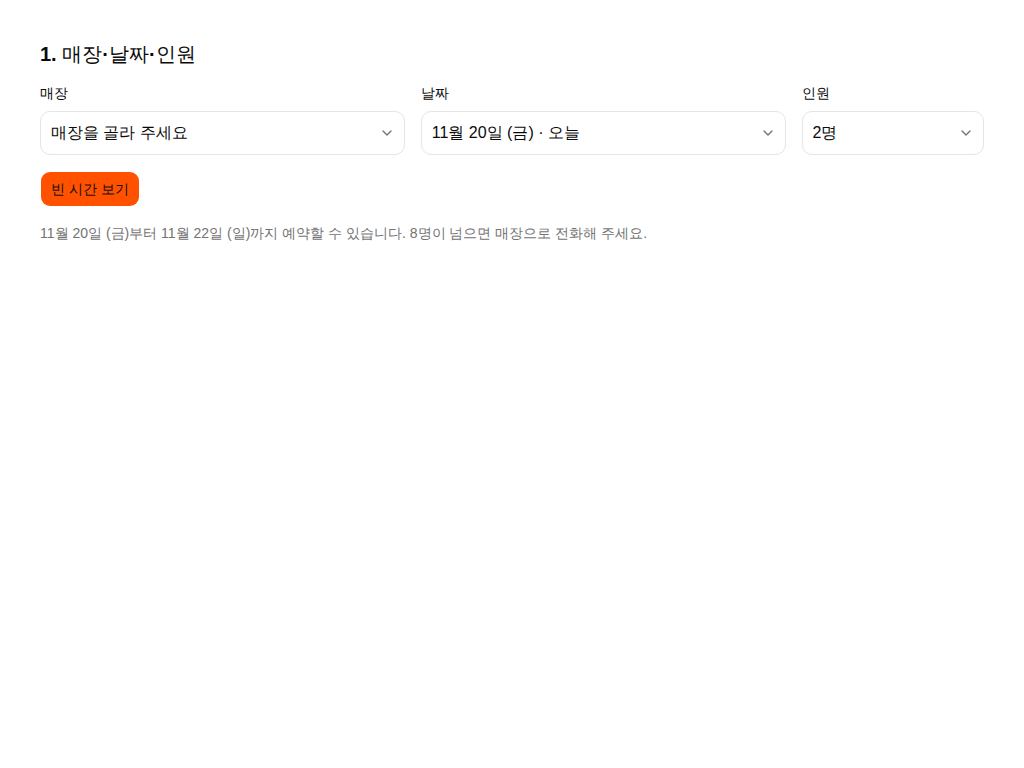 1. 매장·날짜·인원
매장
날짜
인원
매장을 골라 주세요
11월 20일 (금) · 오늘
2명
빈 시간 보기
11월 20일 (금)부터 11월 22일 (일)까지 예약할 수 있습니다. 8명이 넘으면 매장으로 전화해 주세요.